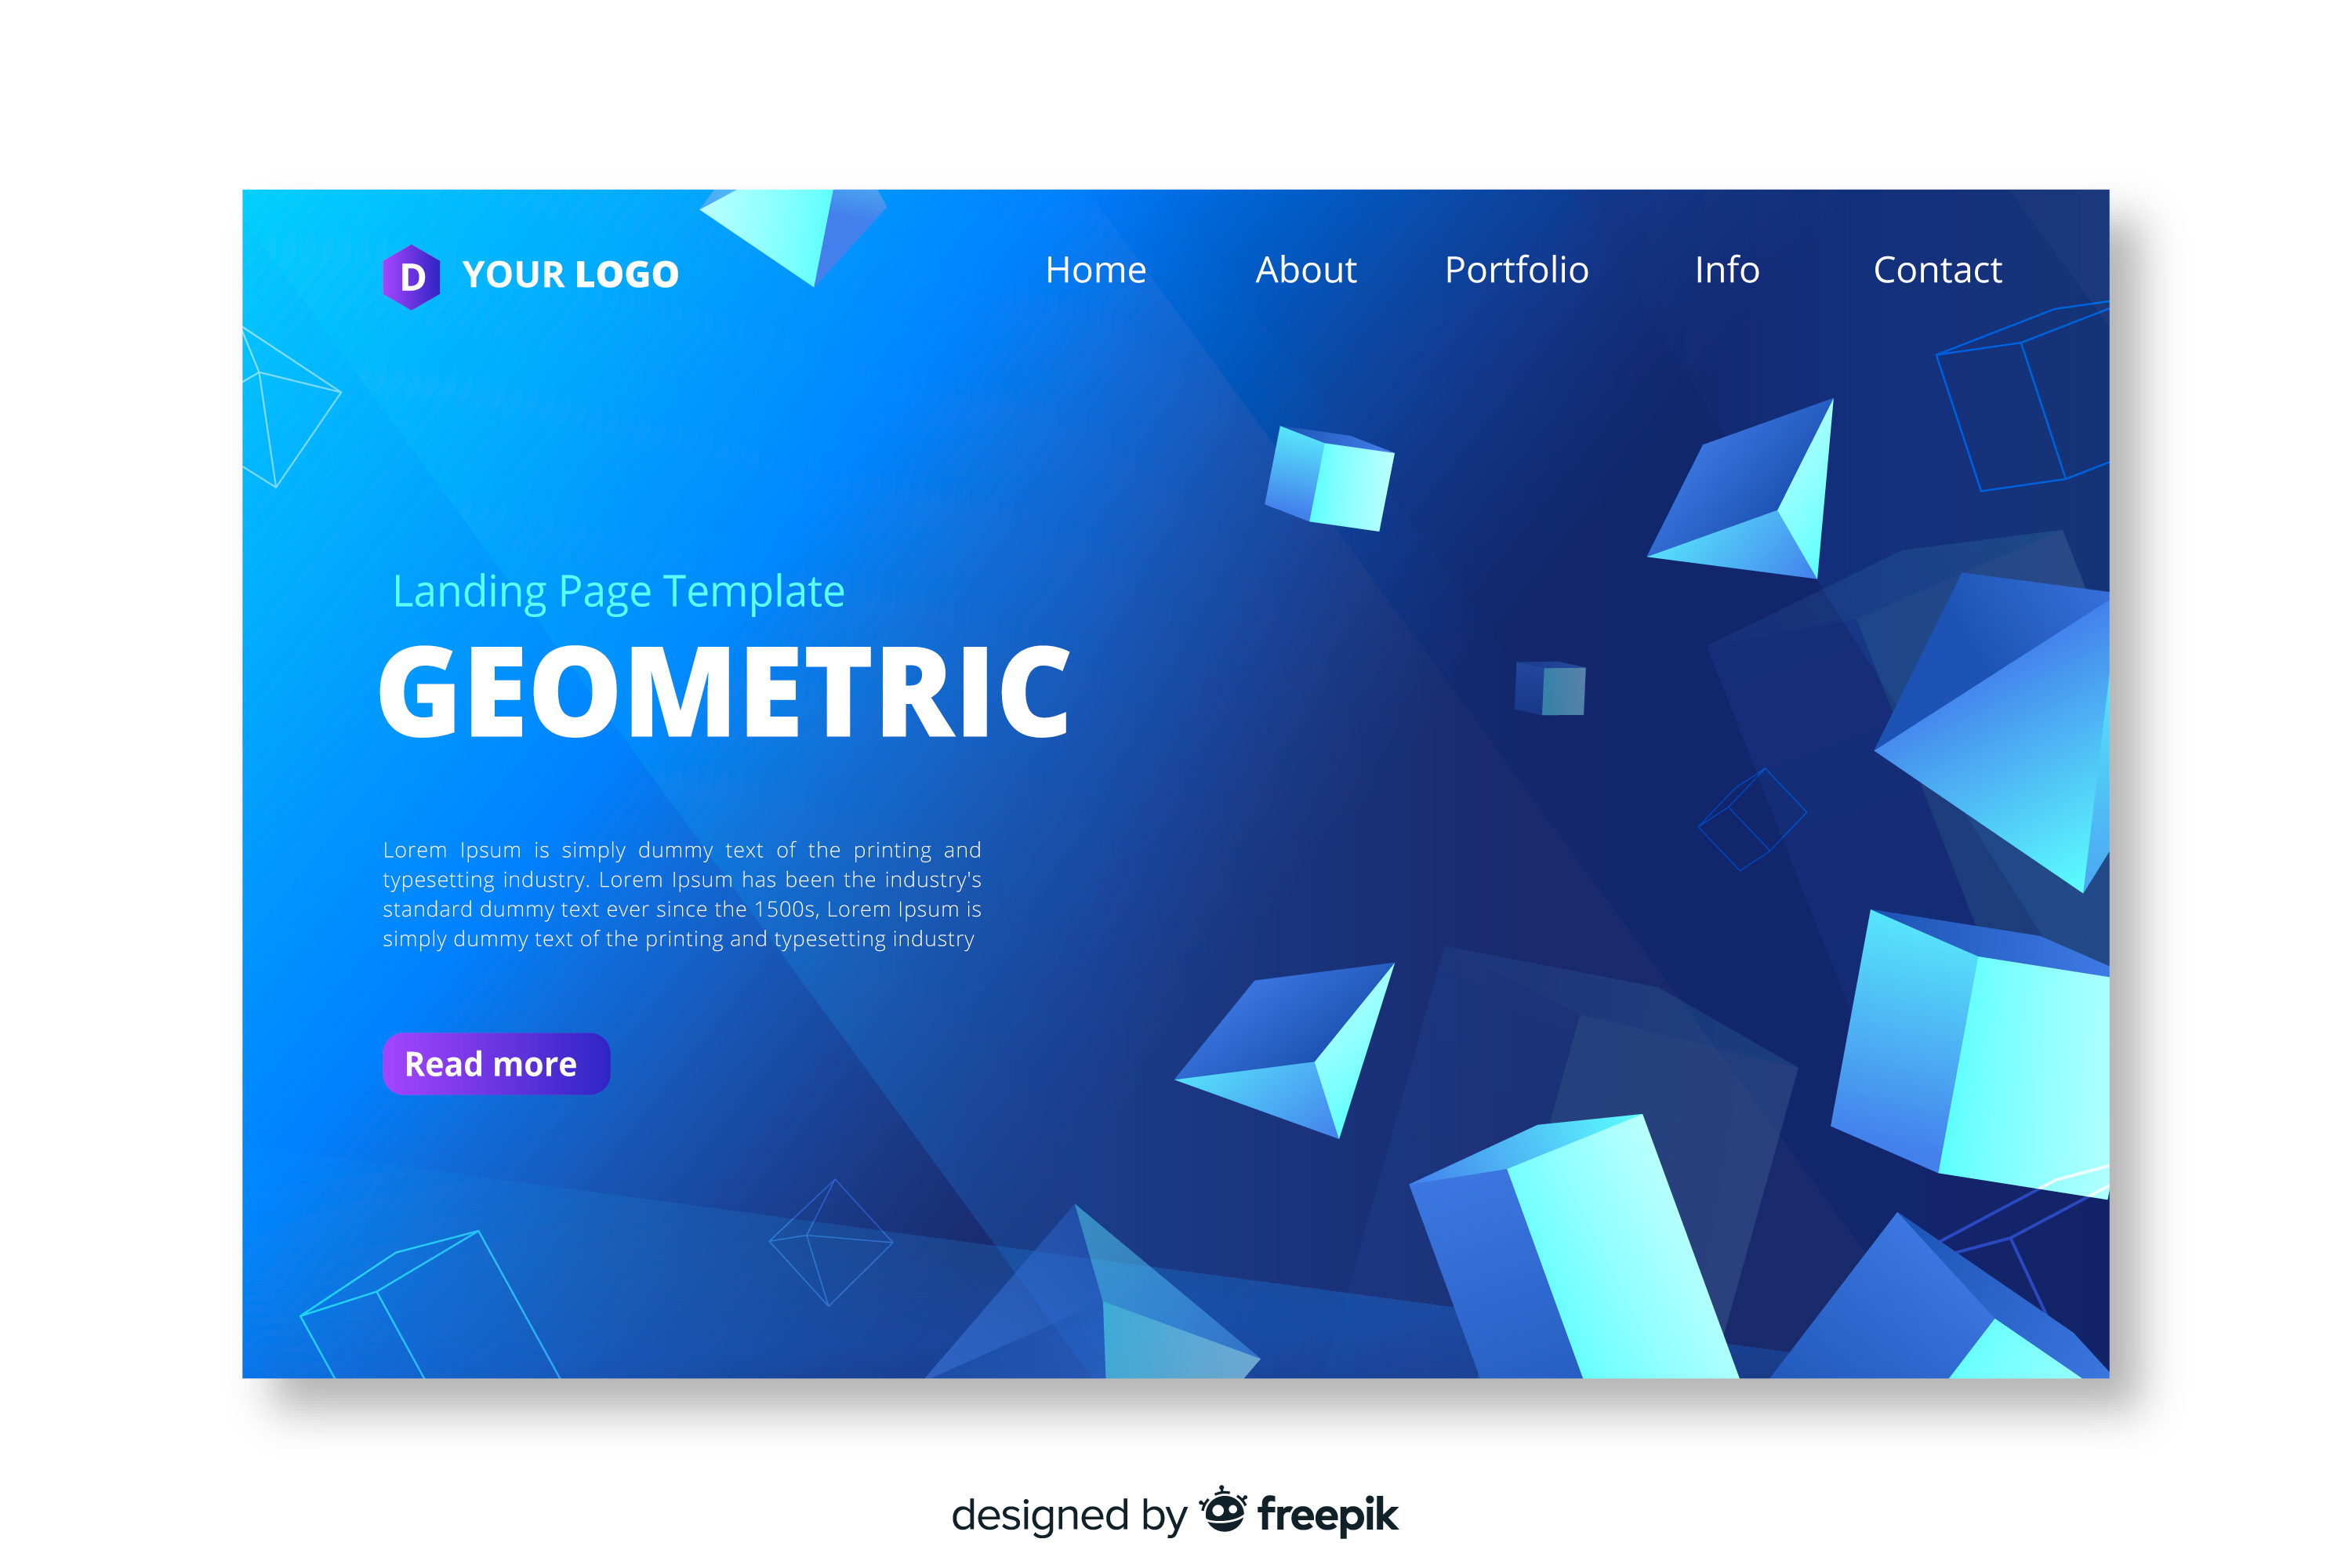 D YOUR LOGO Home About Portfolio Info Contact
Landing Page Template
GEOMETRIC
Lorem Ipsum is simply dummy text of the printing and
typesetting industry. Lorem Ipsum has been the industry's
standard dummy text ever since the 1500s, Lorem Ipsum is
simply dummy text of the printing and typesetting industry
Read more
designed by freepik